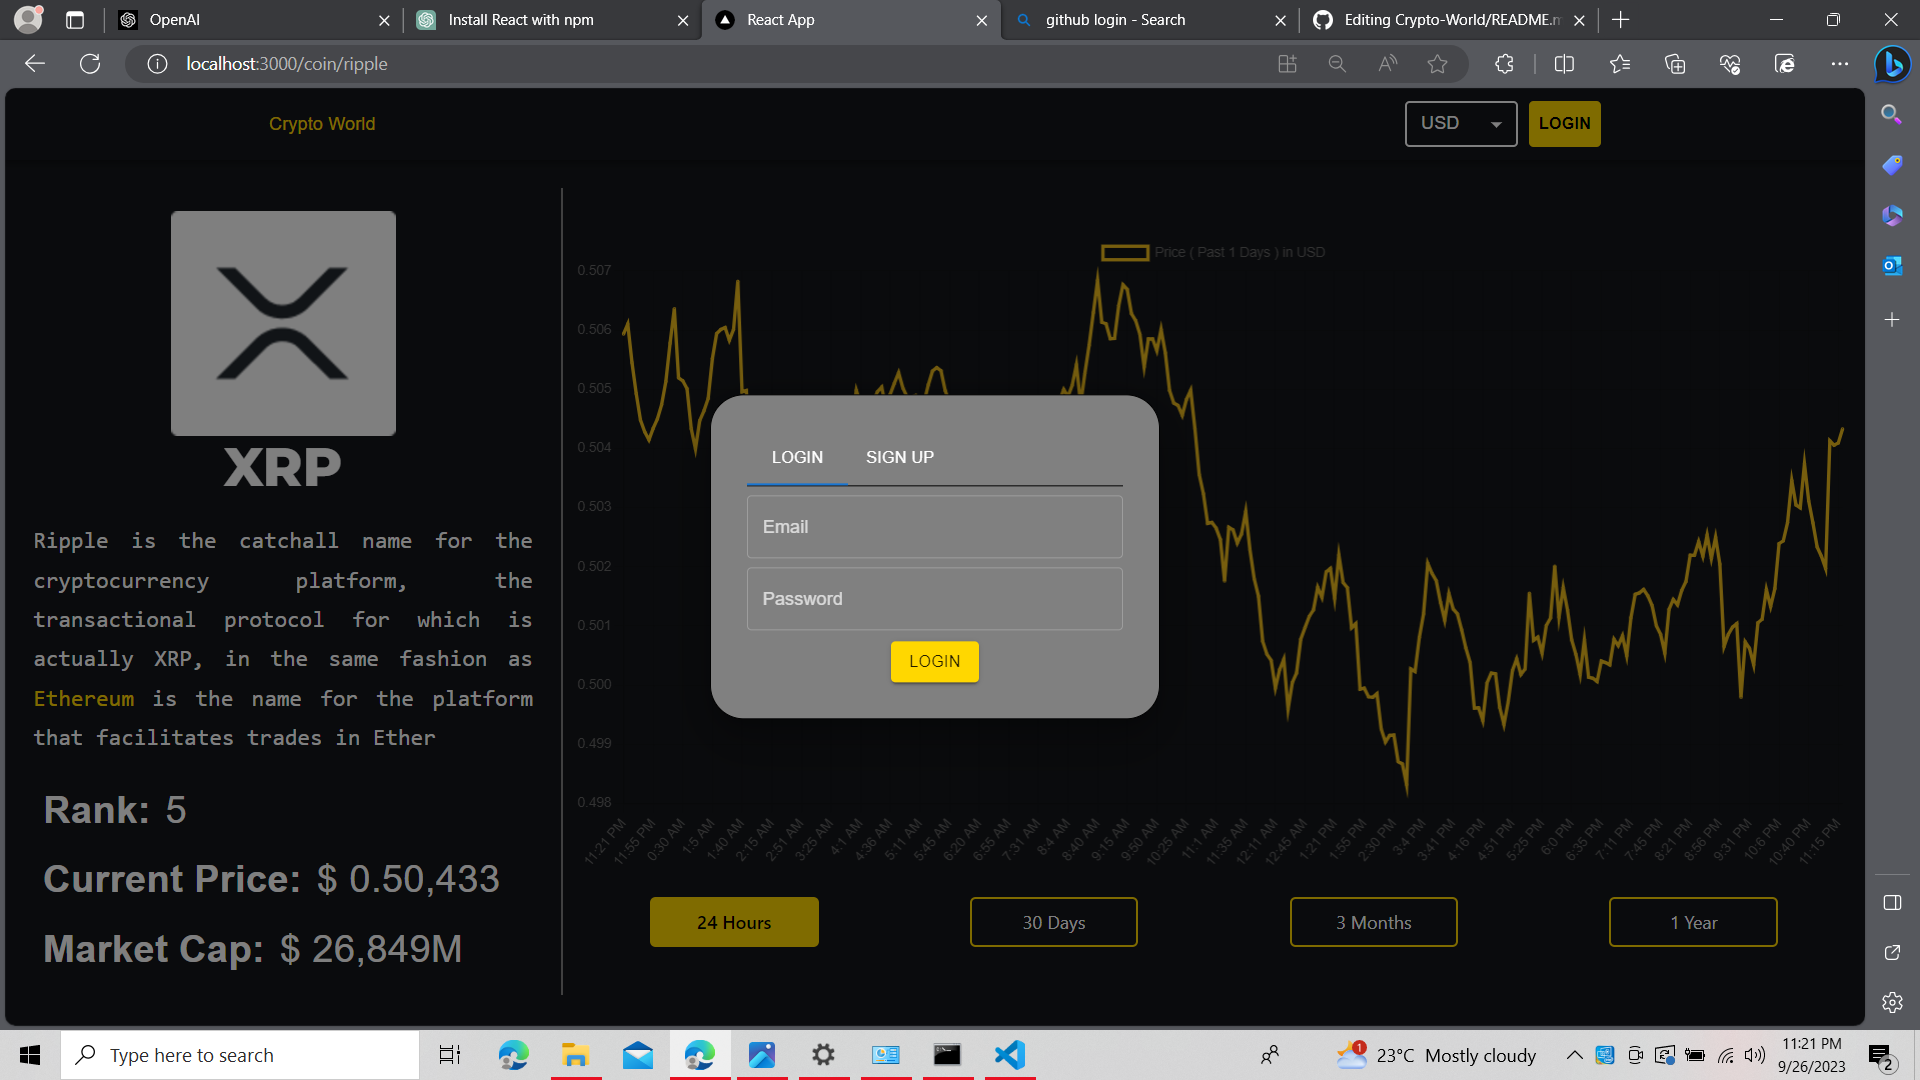 OpenAI
Install React with npm
React App
github login - Search
Editing Crypto-World/README.m
localhost:3000/coin/ripple
Crypto World
USD
LOGIN
XRP
Ripple is the catchall name for the
cryptocurrency platform, the
transactional protocol for which is
actually XRP, in the same fashion as
Ethereum is the name for the platform
that facilitates trades in Ether
Rank: 5
Current Price: $ 0.50,433
Market Cap: $ 26,849M
Price ( Past 1 Days ) in USD
0.507
0.506
0.505
0.504
0.503
0.502
0.501
0.500
0.499
0.498
11:21 PM
11:55 PM
0:30 AM
1:5 AM
1:40 AM
2:15 AM
2:51 AM
3:25 AM
4:1 AM
4:36 AM
5:11 AM
5:45 AM
6:20 AM
6:55 AM
7:31 AM
8:4 AM
8:40 AM
9:15 AM
9:50 AM
10:25 AM
11:1 AM
11:35 AM
12:11 PM
12:45 PM
1:21 PM
1:55 PM
2:30 PM
3:4 PM
3:41 PM
4:16 PM
4:51 PM
5:25 PM
6:0 PM
6:35 PM
7:11 PM
7:45 PM
8:21 PM
8:56 PM
9:31 PM
10:6 PM
10:40 PM
11:15 PM
LOGIN
SIGN UP
Email
Password
LOGIN
24 Hours
30 Days
3 Months
1 Year
Type here to search
1
23°C Mostly cloudy
11:21 PM
9/26/2023
2